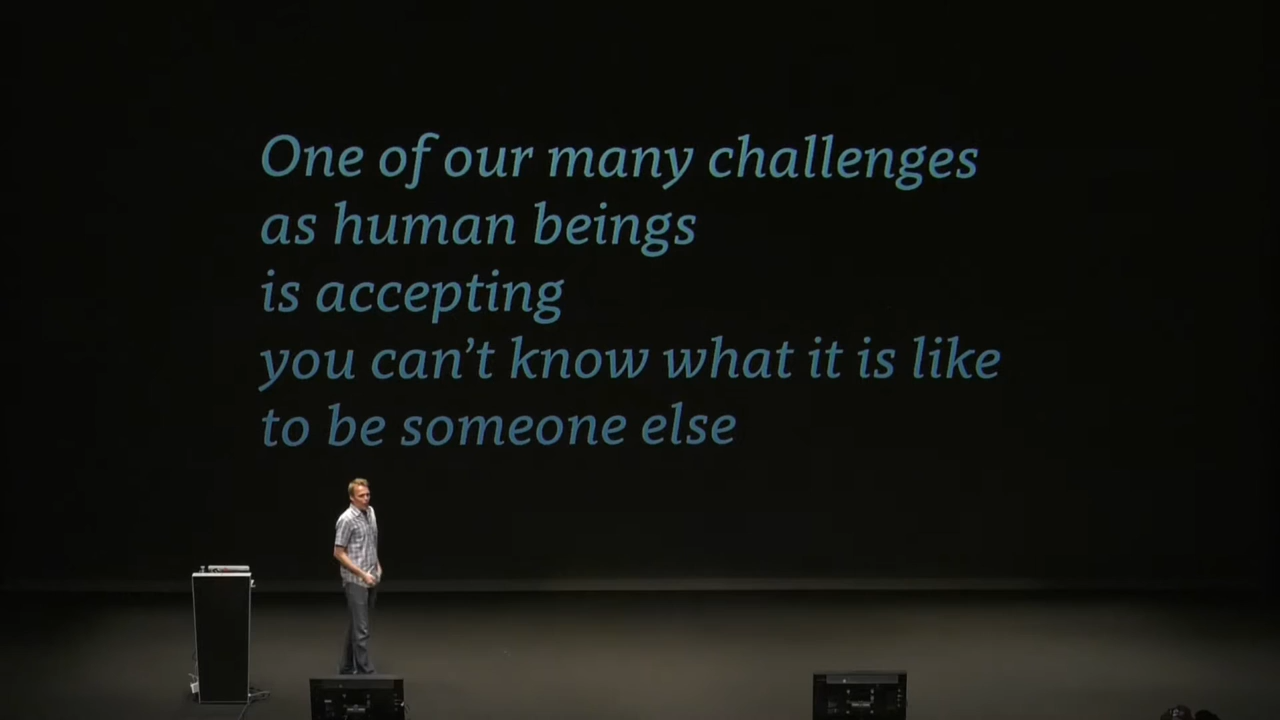 One of our many challenges
as human beings
is accepting
you can’t know what it is like
to be someone else